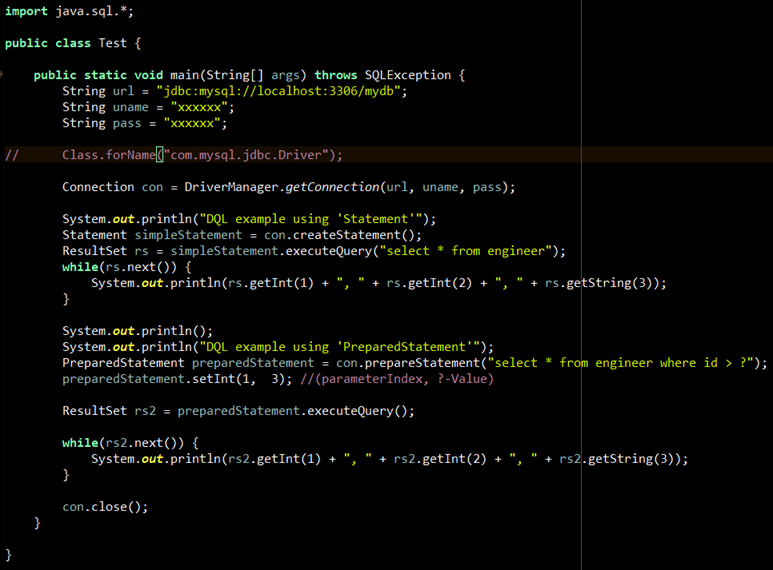 import java.sql.*;
public class Test {
public static void main(String[] args) throws SQLException {
String url = "jdbc:mysql://localhost:3306/mydb";
String uname = "xxxxxx";
String pass = "xxxxxx";
//      Class.forName("com.mysql.jdbc.Driver");
Connection con = DriverManager.getConnection(url, uname, pass);
System.out.println("DQL example using 'Statement'");
Statement simpleStatement = con.createStatement();
ResultSet rs = simpleStatement.executeQuery("select * from engineer");
while(rs.next()) {
System.out.println(rs.getInt(1) + ", " + rs.getInt(2) + ", " + rs.getString(3));
}
System.out.println();
System.out.println("DQL example using 'PreparedStatement'");
PreparedStatement preparedStatement = con.prepareStatement("select * from engineer where id > ?");
preparedStatement.setInt(1,  3); //(parameterIndex, ?-Value)
ResultSet rs2 = preparedStatement.executeQuery();
while(rs2.next()) {
System.out.println(rs2.getInt(1) + ", " + rs2.getInt(2) + ", " + rs2.getString(3));
}
con.close();
}
}